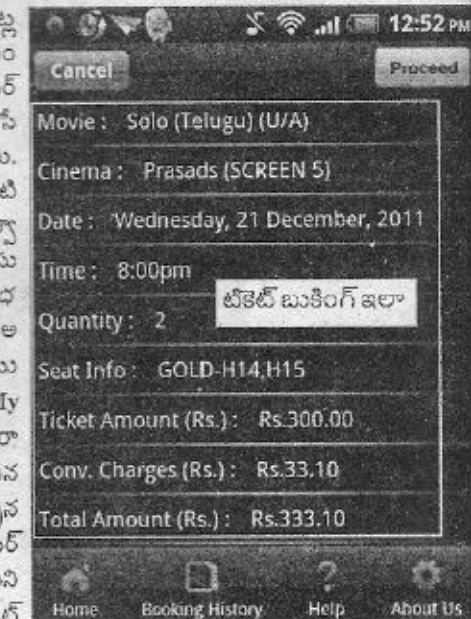 12:52 PM
Cancel
Proceed
Movie : Solo (Telugu) (U/A)
Cinema : Prasads (SCREEN 5)
Date : Wednesday, 21 December, 2011
Time : 8:00pm
టికెట్ బుకింగ్ ఇలా
Quantity : 2
Seat Info : GOLD-H14,H15
Ticket Amount (Rs.) : Rs.300.00
Conv. Charges (Rs.) : Rs.33.10
Total Amount (Rs.) : Rs.333.10
Home Booking History Help About Us